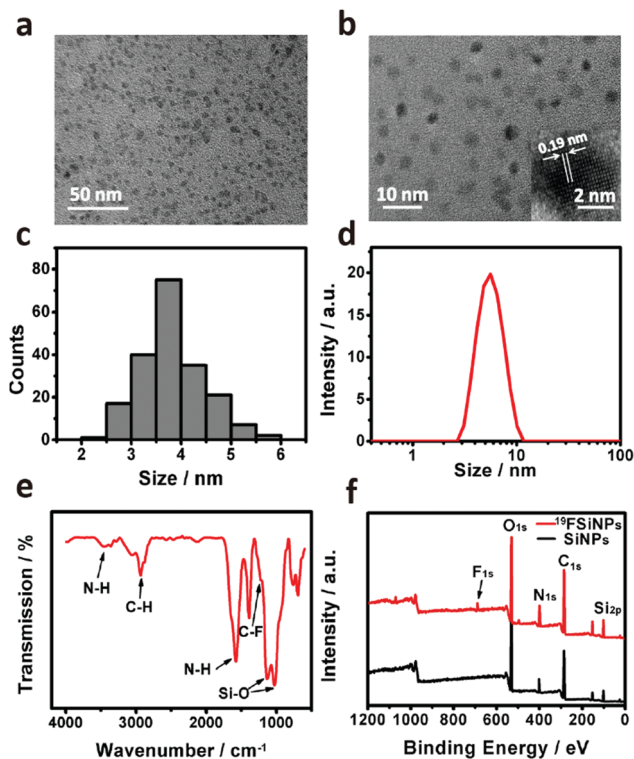 a
50 nm
b
0.19 nm
10 nm
2 nm
c
80
60
40
20
0
Counts
2 3 4 5 6
Size / nm
d
20
15
10
5
0
Intensity / a.u.
1 10 100
Size / nm
e
Transmission / %
N-H
C-H
N-H
C-F
Si-O
4000 3000 2000 1000
Wavenumber / cm-1
f
Intensity / a.u.
O1s
19FSiNPs
SiNPs
C1s
F1s
N1s
Si2p
1200 1000 800 600 400 200 0
Binding Energy / eV